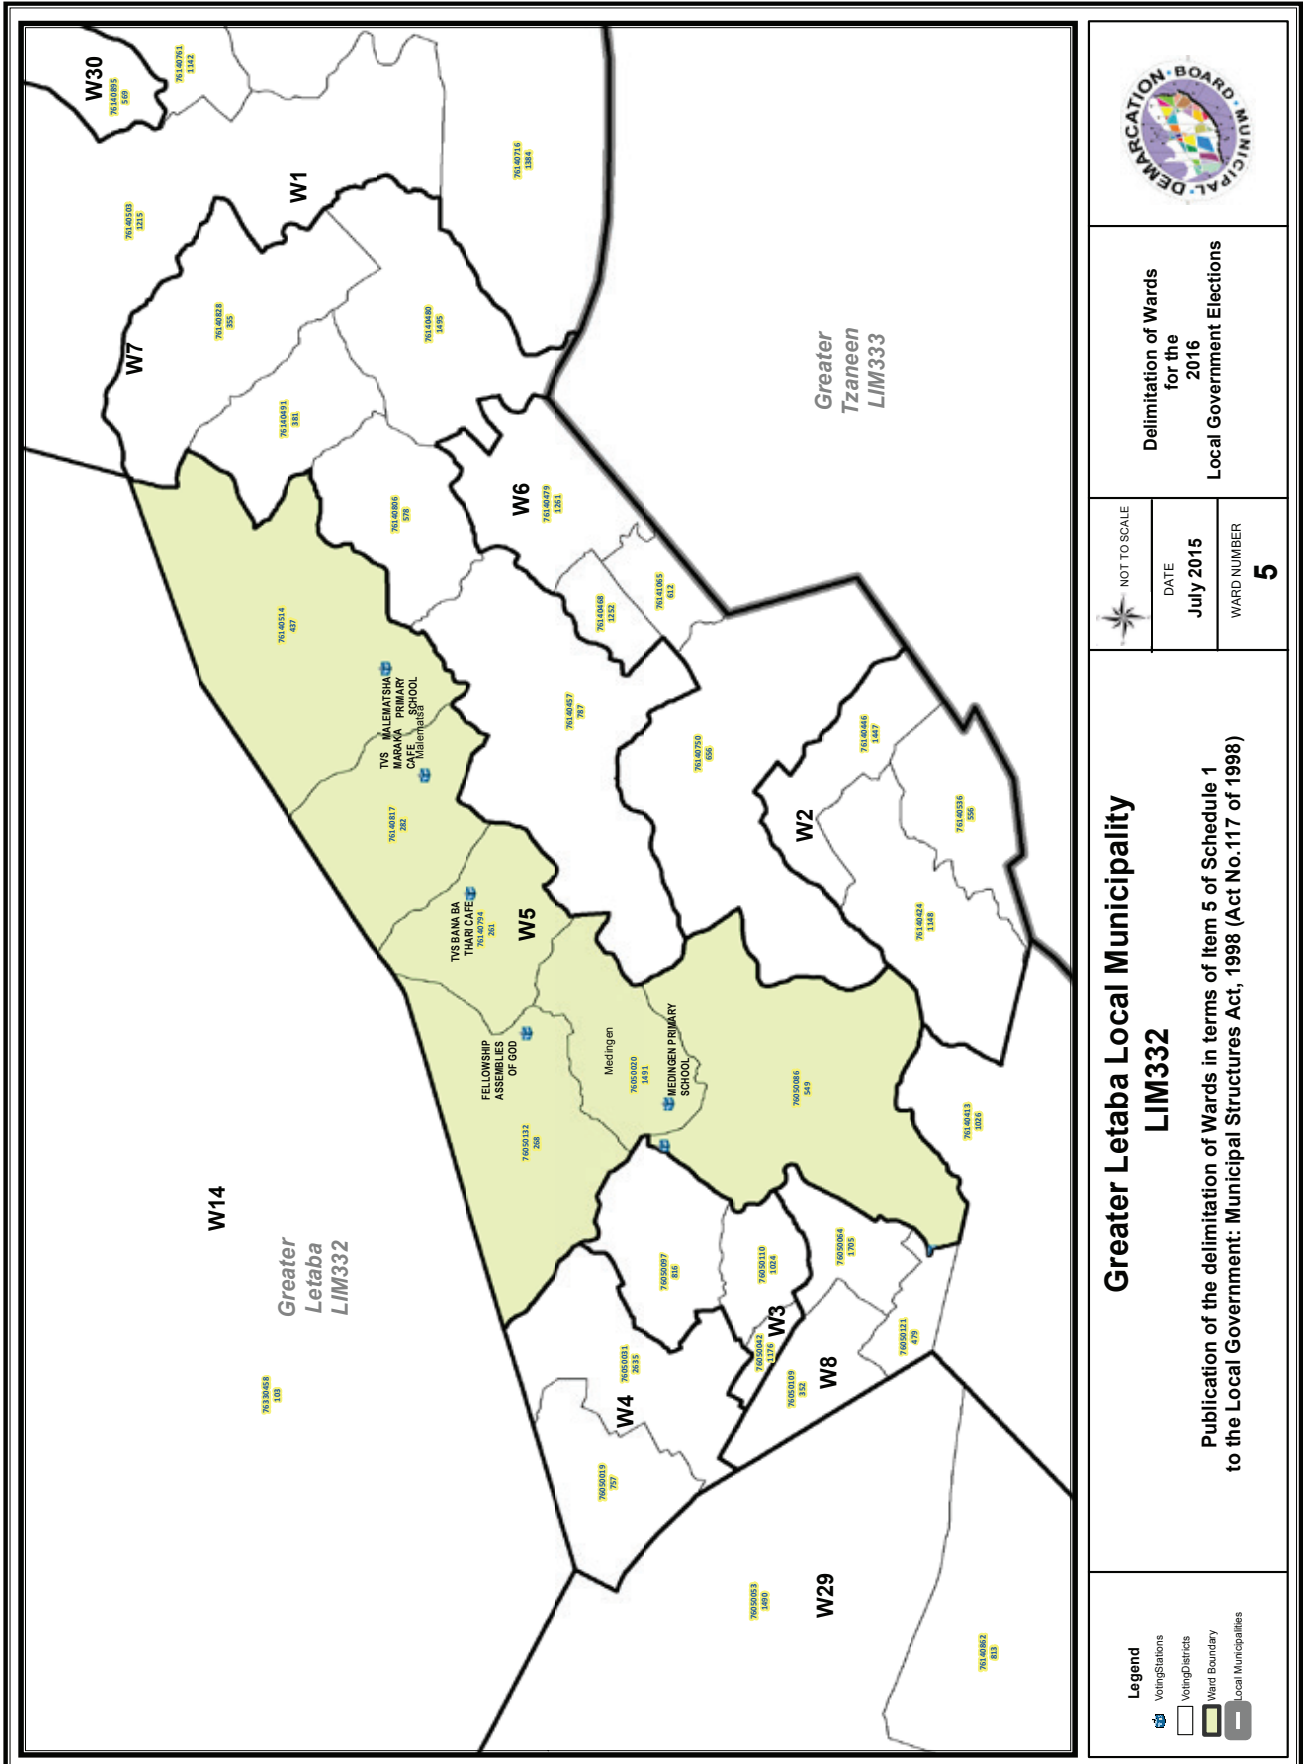 W30
76140895
569
76140761
1142
76140503
1215
W1
76140716
1384
W7
76140828
355
76140480
1495
76140491
381
Greater
Tzaneen
LIM333
76140806
578
W6
76140479
1261
76140468
1252
76141065
612
76140514
437
MALEMATSHA
PRIMARY
SCHOOL
TVS
MARAKA
CAFE
Malematsa
76140457
787
76140750
656
76140446
1447
76140817
282
W2
76140536
556
TVS BANA BA
THARI CAFE
76140794
261
W5
76140424
1148
FELLOWSHIP
ASSEMBLIES
OF GOD
Medingen
76050020
1491
MEDINGEN PRIMARY
SCHOOL
76050132
268
76050086
549
76140413
1026
W14
Greater
Letaba
LIM332
76330458
103
76050097
816
76050110
1024
76050064
1705
W3
76050042
1176
76050031
2635
W4
76050109
352
W8
76050121
479
76050019
757
76050053
1490
W29
76140862
813
Legend
VotingStations
VotingDistricts
Ward Boundary
Local Municipalities
Greater Letaba Local Municipality
LIM332
Publication of the delimitation of Wards in terms of Item 5 of Schedule 1
to the Local Government: Municipal Structures Act, 1998 (Act No.117 of 1998)
NOT TO SCALE
DATE
July 2015
WARD NUMBER
5
Delimitation of Wards
for the
2016
Local Government Elections
MUNICIPAL · DEMARCATION · BOARD ·